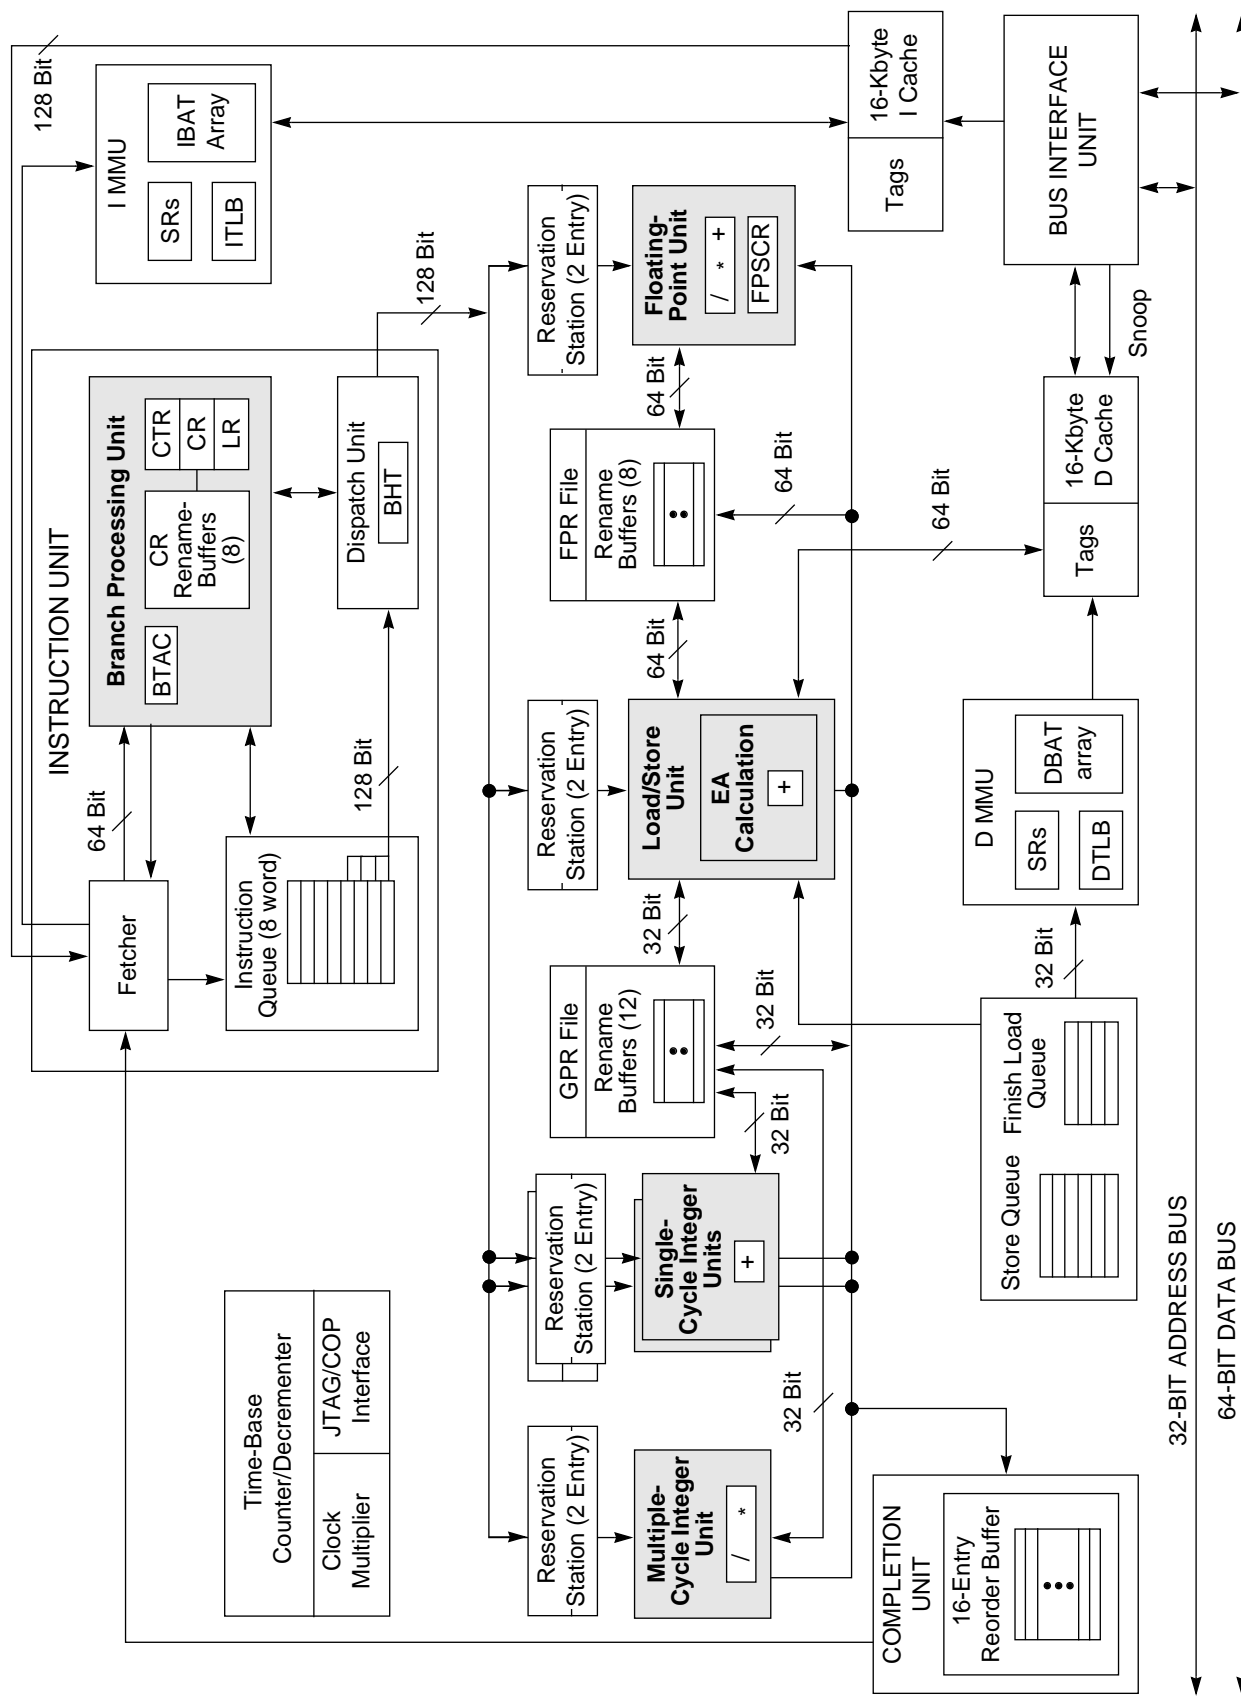 128 Bit
I MMU
SRs
ITLB
IBAT
Array
INSTRUCTION UNIT
Fetcher
64 Bit
Branch Processing Unit
BTAC
CR
Rename-
Buffers
(8)
CTR
CR
LR
Instruction
Queue (8 word)
128 Bit
Dispatch Unit
BHT
128 Bit
Time-Base
Counter/Decrementer
Clock
Multiplier
JTAG/COP
Interface
Reservation
Station (2 Entry)
Reservation
Station (2 Entry)
Reservation
Station (2 Entry)
Reservation
Station (2 Entry)
Multiple-
Cycle Integer
Unit
/ *
Single-
Cycle Integer
Units
+
32 Bit
GPR File
Rename
Buffers (12)
32 Bit
32 Bit
32 Bit
Load/Store
Unit
EA
Calculation
+
64 Bit
FPR File
Rename
Buffers (8)
64 Bit
64 Bit
Floating-
Point Unit
/ * +
FPSCR
64 Bit
COMPLETION
UNIT
16-Entry
Reorder Buffer
Store Queue
Finish Load
Queue
32 Bit
D MMU
SRs
DTLB
DBAT
array
Tags
16-Kbyte
D Cache
Snoop
Tags
16-Kbyte
I Cache
BUS INTERFACE
UNIT
32-BIT ADDRESS BUS
64-BIT DATA BUS